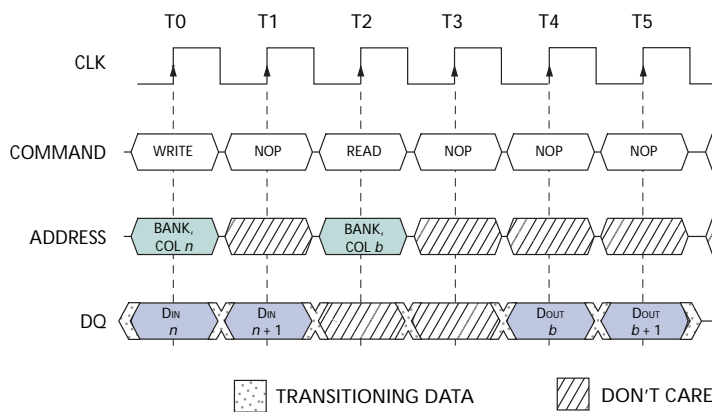 T0 T1 T2 T3 T4 T5
CLK
COMMAND WRITE NOP READ NOP NOP NOP
ADDRESS BANK, COL n BANK, COL b
DQ DIN n DIN n + 1 DOUT b DOUT b + 1
TRANSITIONING DATA DON'T CARE